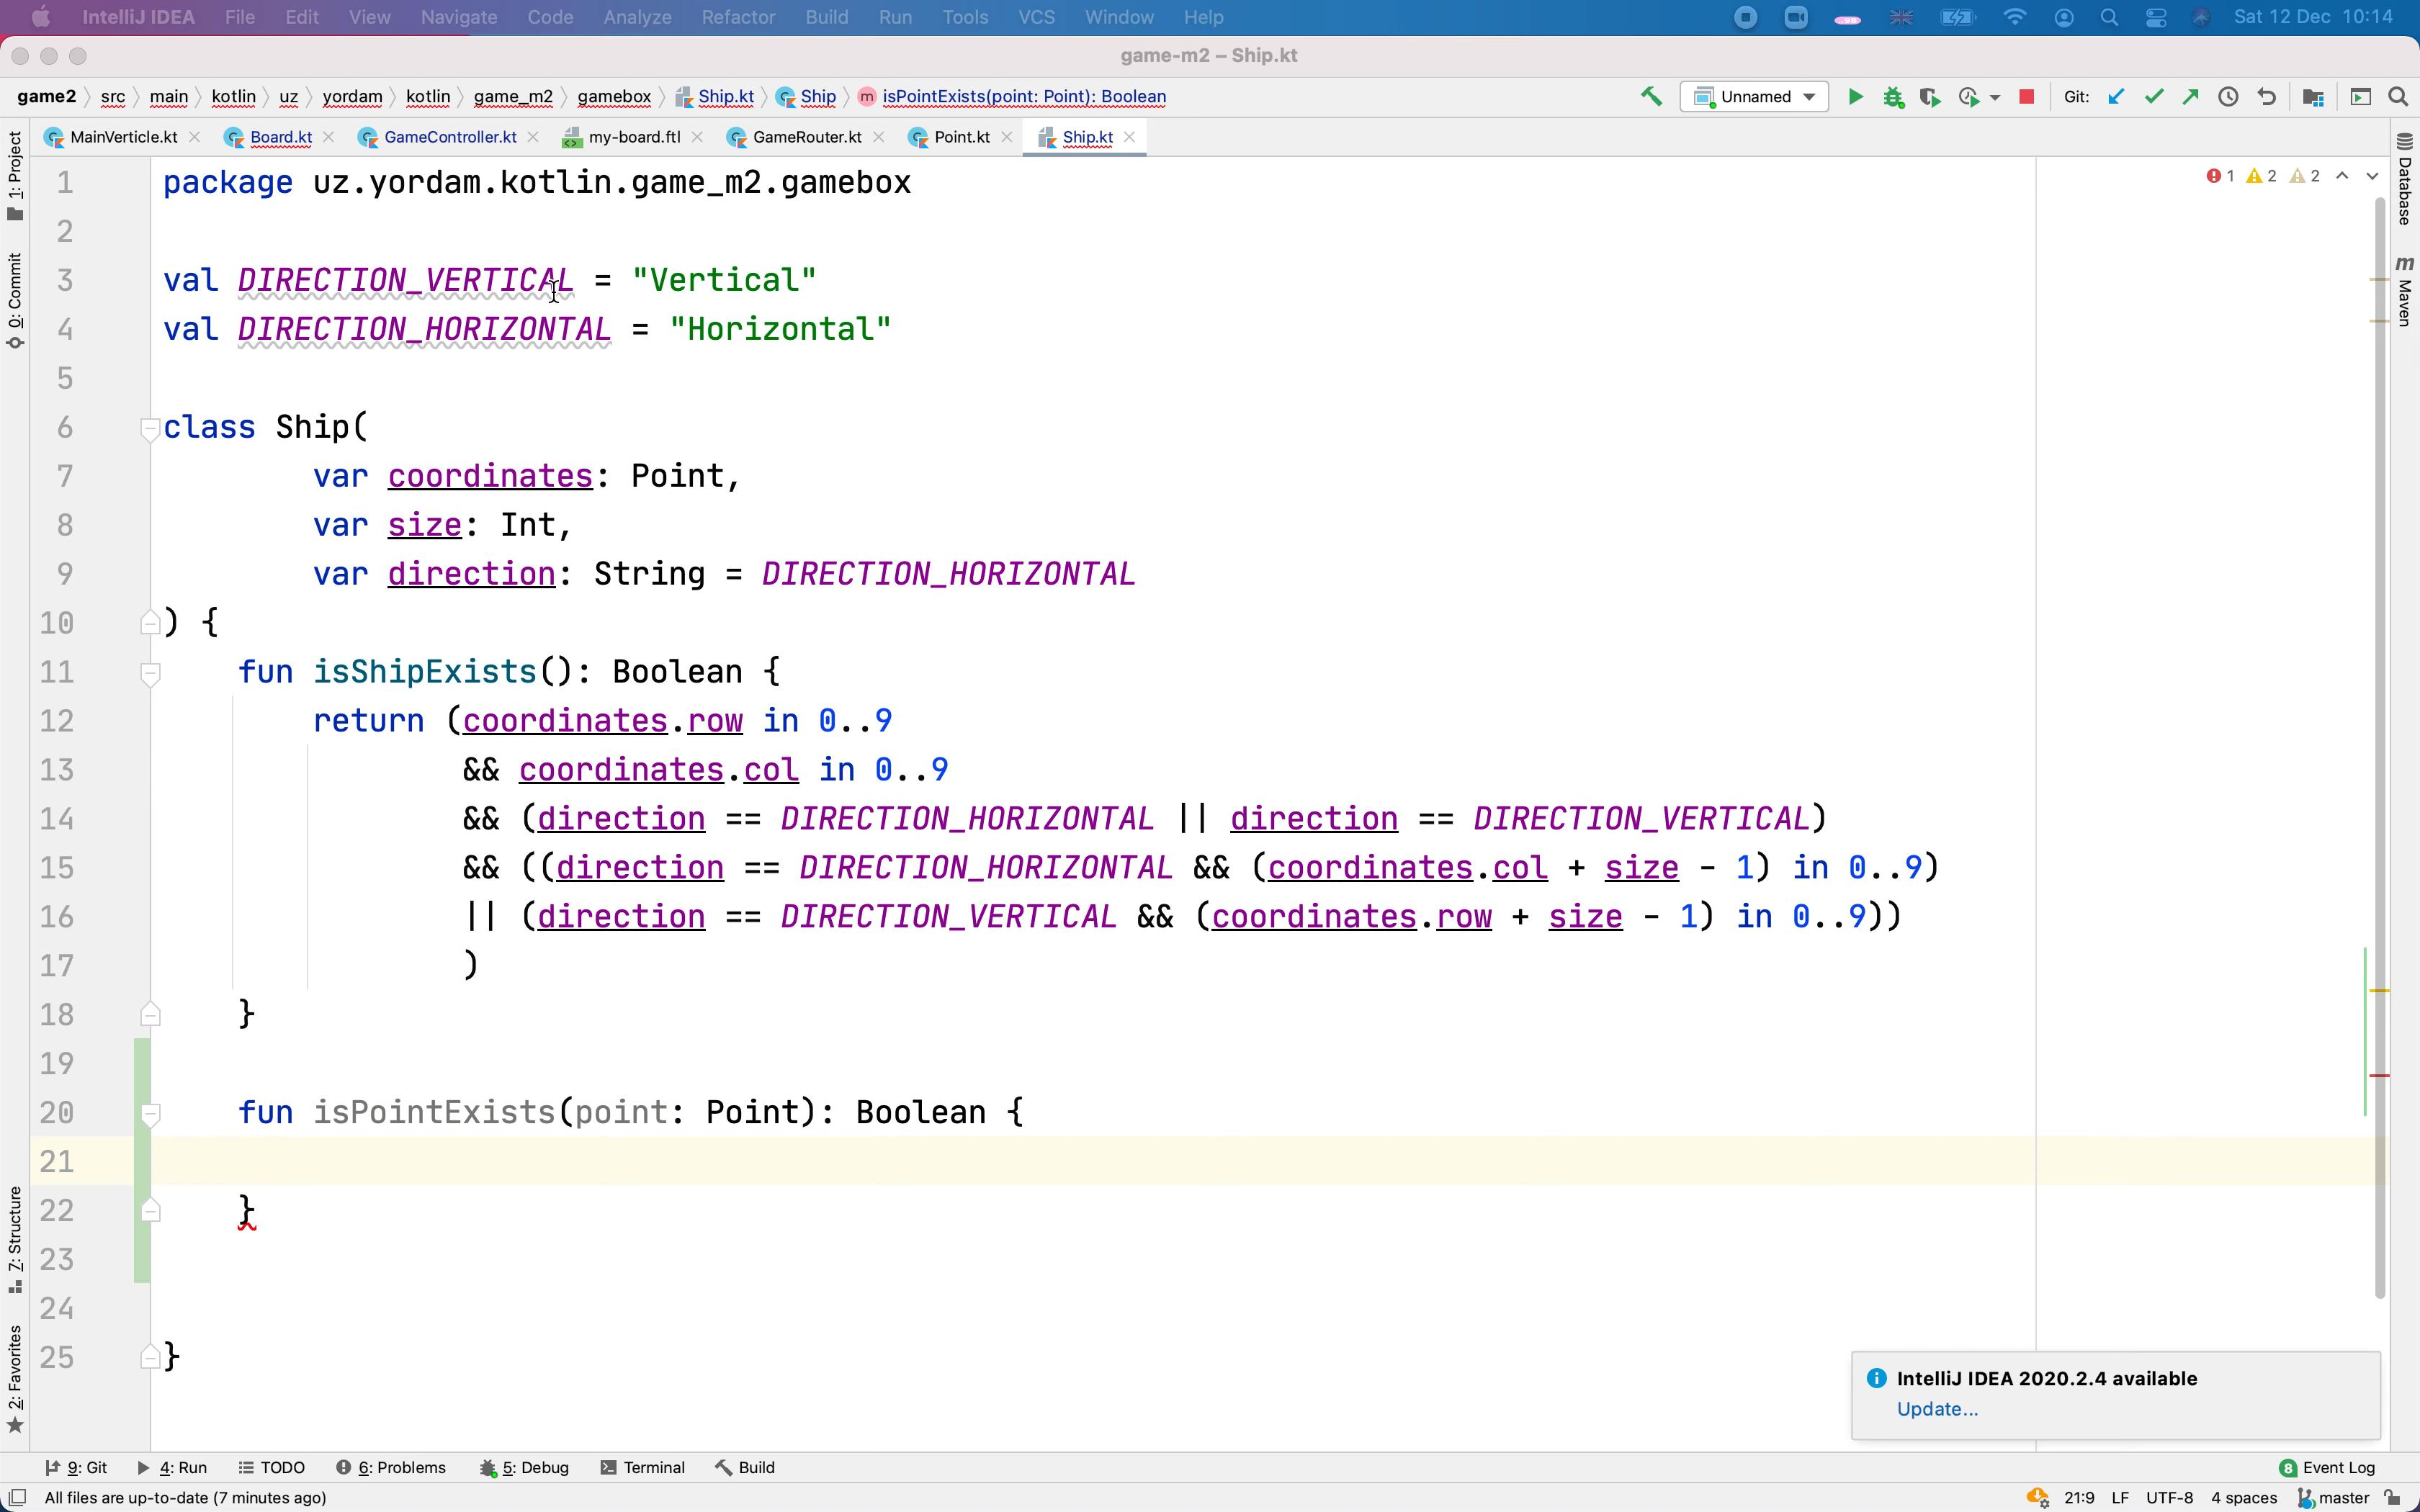 IntelliJ IDEA File Edit View Navigate Code Analyze Refactor Build Run Tools VCS Window Help Sat 12 Dec 10:14
game-m2 – Ship.kt
game2 src main kotlin uz yordam kotlin game_m2 gamebox Ship.kt Ship isPointExists(point: Point): Boolean Unnamed Git:
MainVerticle.kt Board.kt GameController.kt my-board.ftl GameRouter.kt Point.kt Ship.kt
1: Project
0: Commit
7: Structure
2: Favorites
Database
Maven
1 2 2
1 package uz.yordam.kotlin.game_m2.gamebox
2
3 val DIRECTION_VERTICAL = "Vertical"
4 val DIRECTION_HORIZONTAL = "Horizontal"
5
6 class Ship(
7 var coordinates: Point,
8 var size: Int,
9 var direction: String = DIRECTION_HORIZONTAL
10 ) {
11 fun isShipExists(): Boolean {
12 return (coordinates.row in 0..9
13 && coordinates.col in 0..9
14 && (direction == DIRECTION_HORIZONTAL || direction == DIRECTION_VERTICAL)
15 && ((direction == DIRECTION_HORIZONTAL && (coordinates.col + size - 1) in 0..9)
16 || (direction == DIRECTION_VERTICAL && (coordinates.row + size - 1) in 0..9))
17 )
18 }
19
20 fun isPointExists(point: Point): Boolean {
21
22 }
23
24
25 }
IntelliJ IDEA 2020.2.4 available
Update...
9: Git 4: Run TODO 6: Problems 5: Debug Terminal Build 8 Event Log
All files are up-to-date (7 minutes ago) 21:9 LF UTF-8 4 spaces master